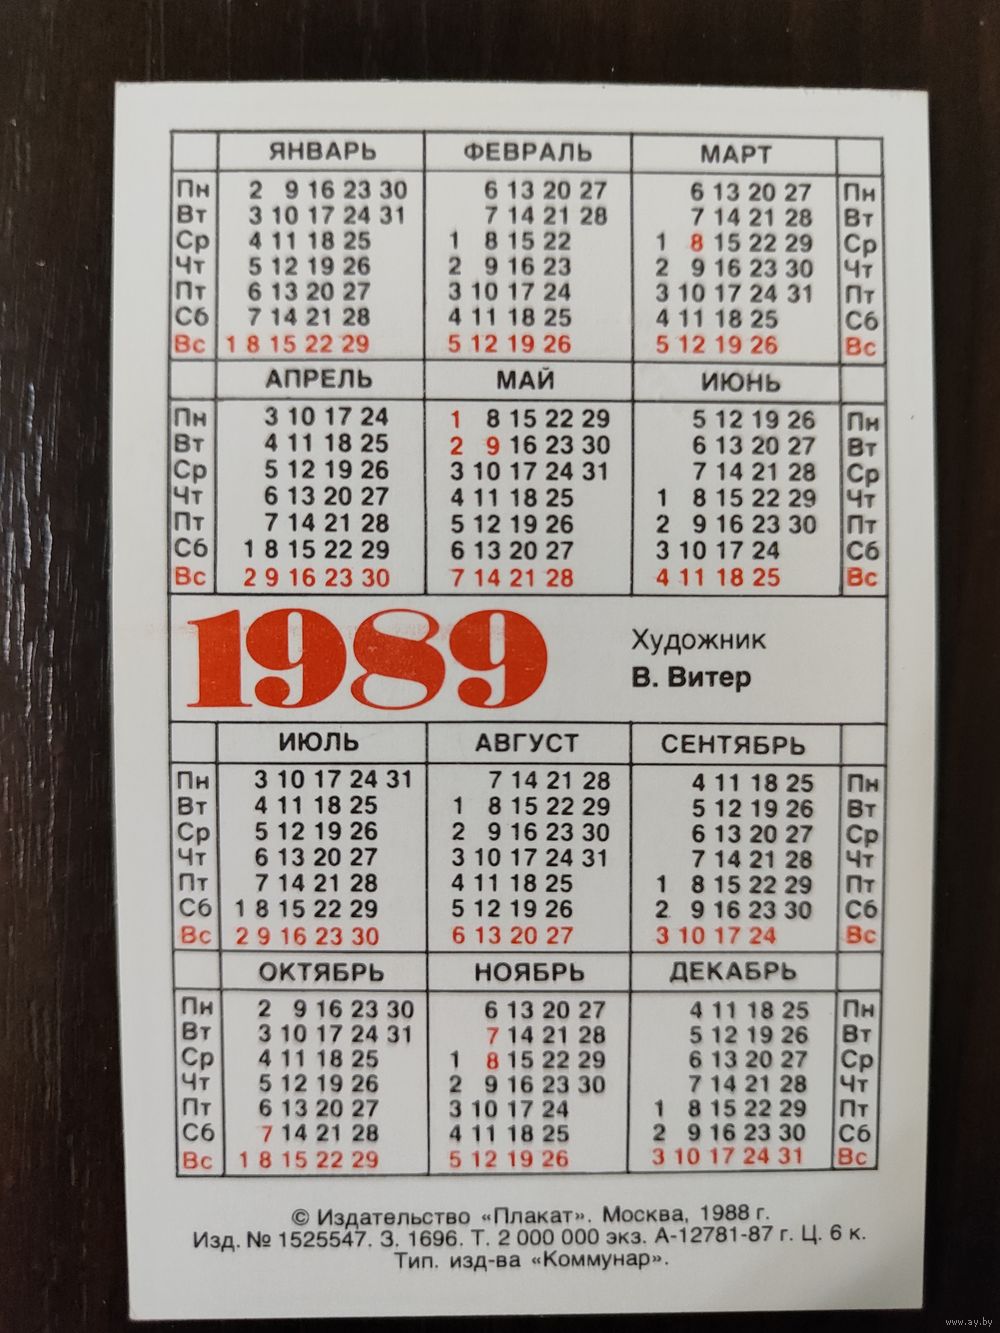 ЯНВАРЬ ФЕВРАЛЬ МАРТ
Пн 2 9 16 23 30 6 13 20 27 6 13 20 27 Пн
Вт 3 10 17 24 31 7 14 21 28 7 14 21 28 Вт
Ср 4 11 18 25 1 8 15 22 1 8 15 22 29 Ср
Чт 5 12 19 26 2 9 16 23 2 9 16 23 30 Чт
Пт 6 13 20 27 3 10 17 24 3 10 17 24 31 Пт
Сб 7 14 21 28 4 11 18 25 4 11 18 25 Сб
Вс 1 8 15 22 29 5 12 19 26 5 12 19 26 Вс
АПРЕЛЬ МАЙ ИЮНЬ
Пн 3 10 17 24 1 8 15 22 29 5 12 19 26 Пн
Вт 4 11 18 25 2 9 16 23 30 6 13 20 27 Вт
Ср 5 12 19 26 3 10 17 24 31 7 14 21 28 Ср
Чт 6 13 20 27 4 11 18 25 1 8 15 22 29 Чт
Пт 7 14 21 28 5 12 19 26 2 9 16 23 30 Пт
Сб 1 8 15 22 29 6 13 20 27 3 10 17 24 Сб
Вс 2 9 16 23 30 7 14 21 28 4 11 18 25 Вс
1989
Художник
В. Витер
ИЮЛЬ АВГУСТ СЕНТЯБРЬ
Пн 3 10 17 24 31 7 14 21 28 4 11 18 25 Пн
Вт 4 11 18 25 1 8 15 22 29 5 12 19 26 Вт
Ср 5 12 19 26 2 9 16 23 30 6 13 20 27 Ср
Чт 6 13 20 27 3 10 17 24 31 7 14 21 28 Чт
Пт 7 14 21 28 4 11 18 25 1 8 15 22 29 Пт
Сб 1 8 15 22 29 5 12 19 26 2 9 16 23 30 Сб
Вс 2 9 16 23 30 6 13 20 27 3 10 17 24 Вс
ОКТЯБРЬ НОЯБРЬ ДЕКАБРЬ
Пн 2 9 16 23 30 6 13 20 27 4 11 18 25 Пн
Вт 3 10 17 24 31 7 14 21 28 5 12 19 26 Вт
Ср 4 11 18 25 1 8 15 22 29 6 13 20 27 Ср
Чт 5 12 19 26 2 9 16 23 30 7 14 21 28 Чт
Пт 6 13 20 27 3 10 17 24 1 8 15 22 29 Пт
Сб 7 14 21 28 4 11 18 25 2 9 16 23 30 Сб
Вс 1 8 15 22 29 5 12 19 26 3 10 17 24 31 Вс
© Издательство «Плакат». Москва, 1988 г.
Изд. № 1525547. З. 1696. Т. 2 000 000 экз. А-12781-87 г. Ц. 6 к.
Тип. изд-ва «Коммунар».
www.ay.by